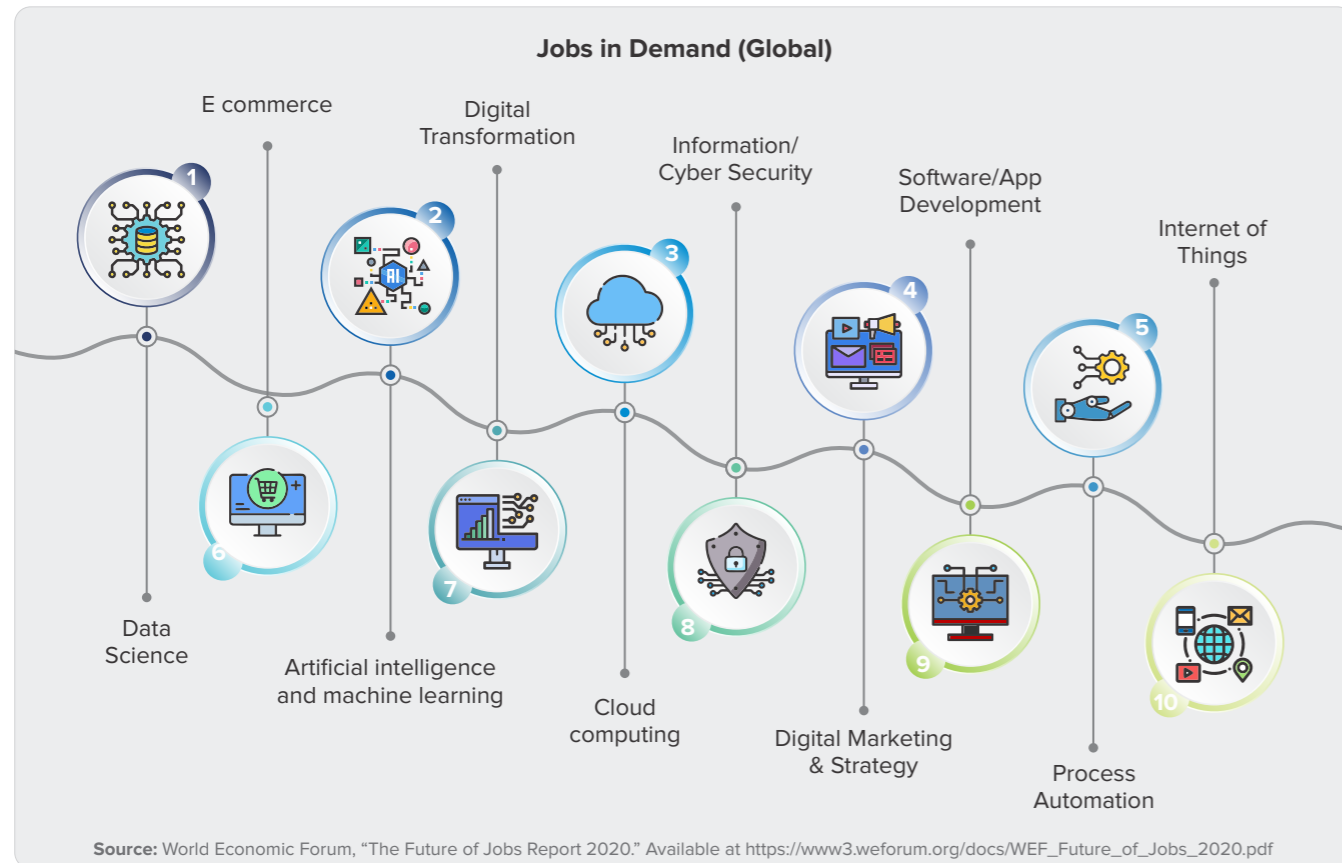 Jobs in Demand (Global)
E commerce
Digital
Transformation
Information/
Cyber Security
Software/App
Development
Internet of
Things
1
2
AI
3
4
5
6
7
8
9
10
Data
Science
Artificial intelligence
and machine learning
Cloud
computing
Digital Marketing
& Strategy
Process
Automation
Source: World Economic Forum, “The Future of Jobs Report 2020.” Available at https://www3.weforum.org/docs/WEF_Future_of_Jobs_2020.pdf